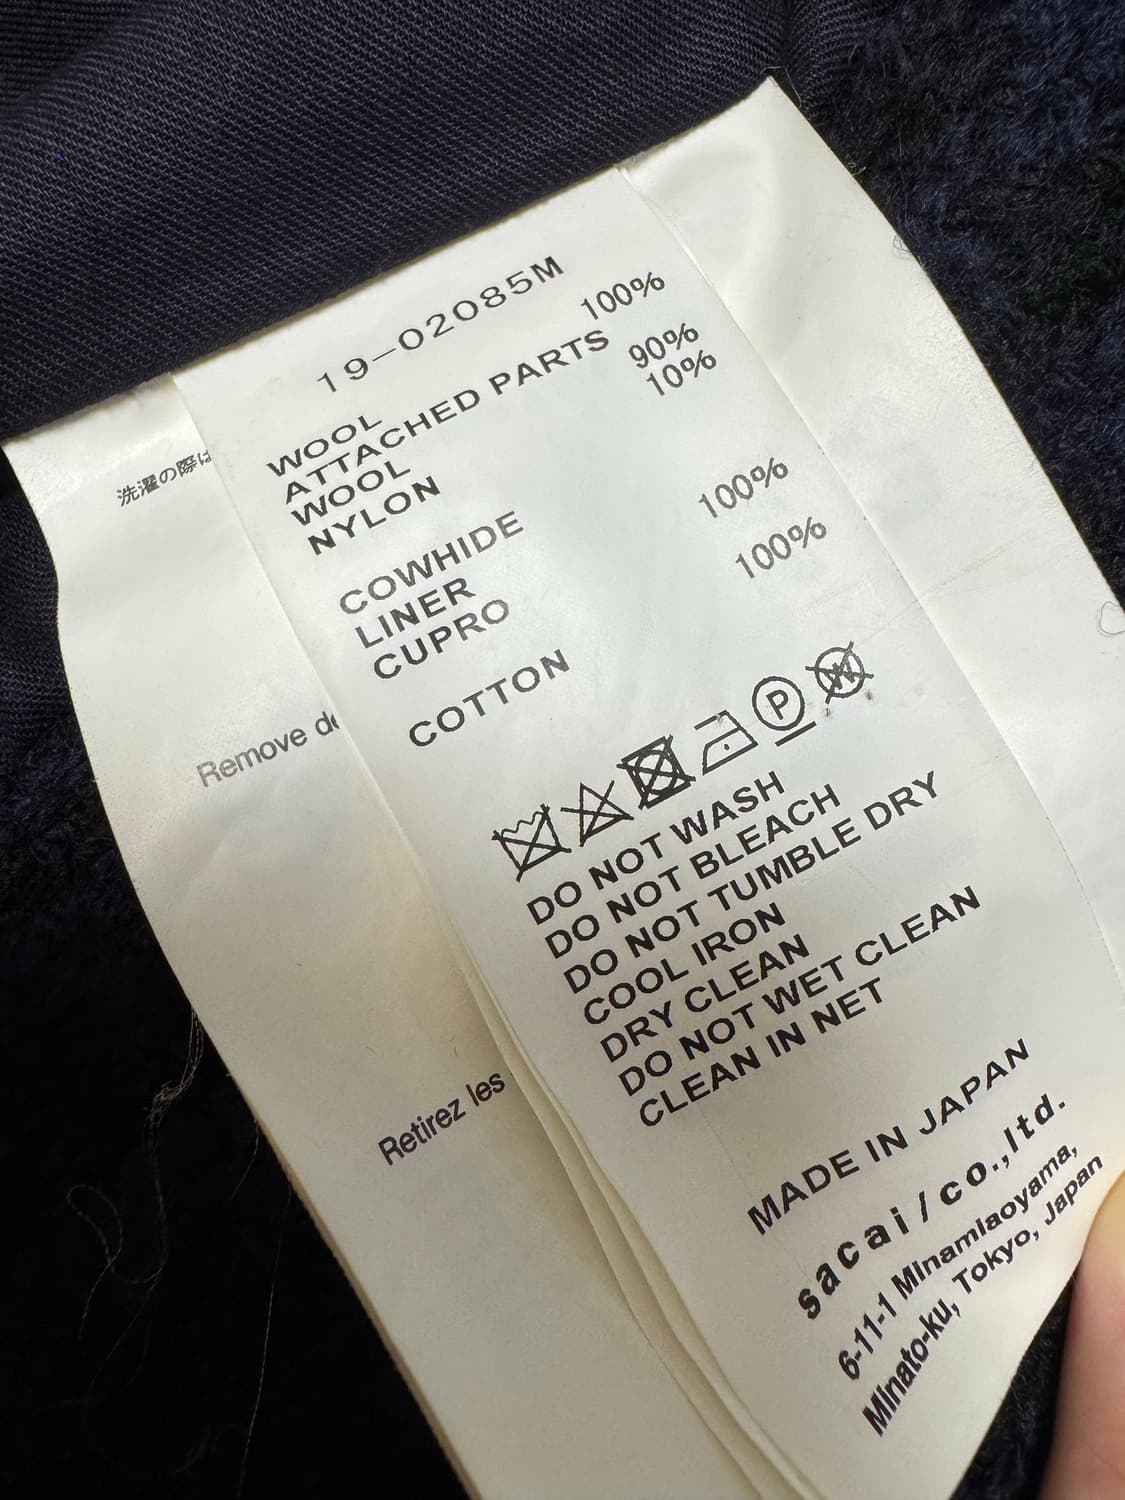 19-02085M
WOOL 100%
ATTACHED PARTS
WOOL 90%
NYLON 10%
COWHIDE
LINER
CUPRO 100%
COTTON 100%
P
W
DO NOT WASH
DO NOT BLEACH
DO NOT TUMBLE DRY
COOL IRON
DRY CLEAN
DO NOT WET CLEAN
CLEAN IN NET
MADE IN JAPAN
sacai/co.,ltd.
6-11-1 Minamiaoyama,
Minato-ku, Tokyo, Japan
洗濯の際は
Remove
Retirez les